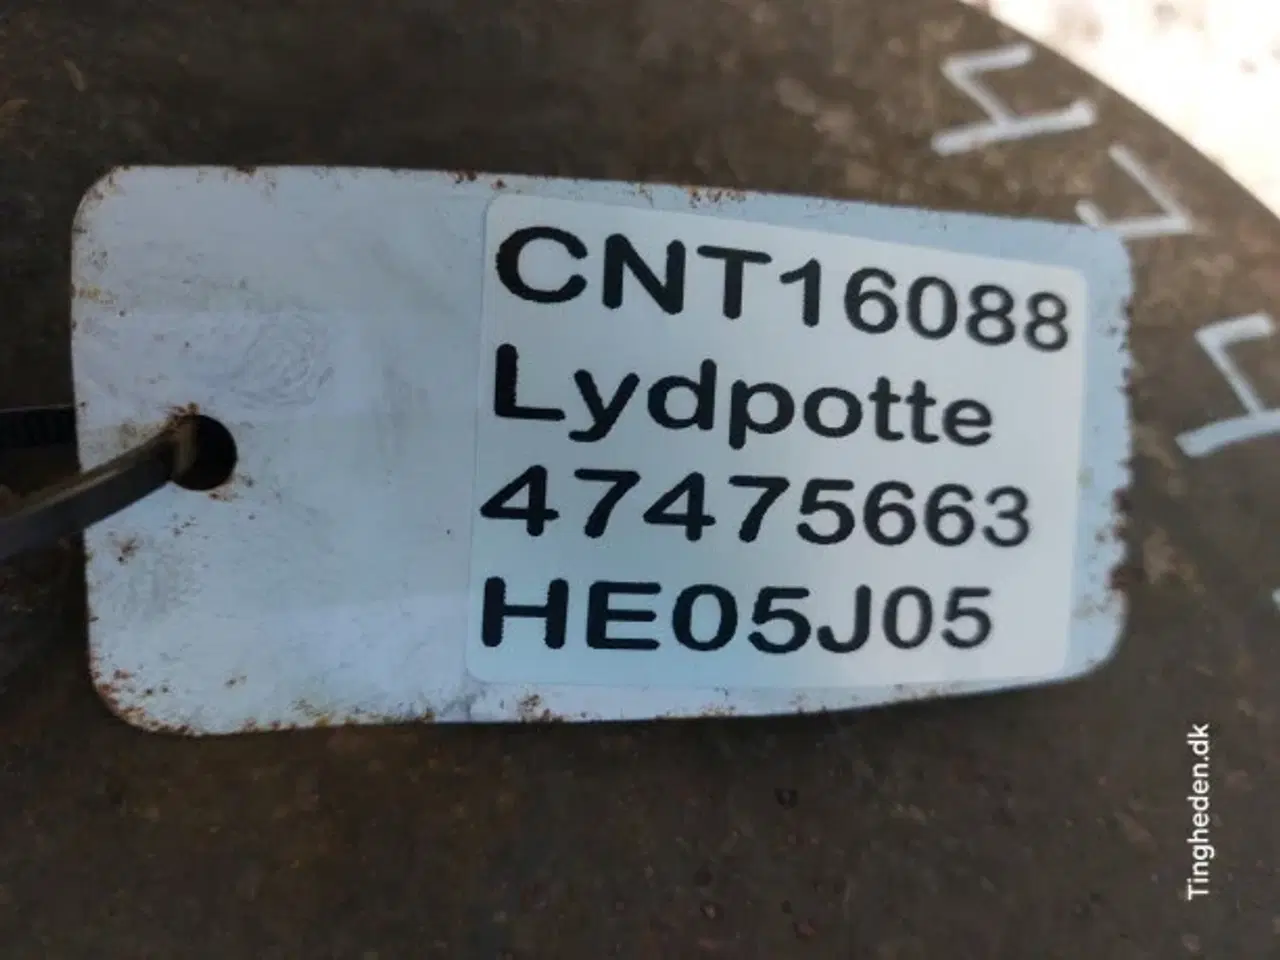 CNT16088
Lydpotte
47475663
HE05J05
Tingheden.dk